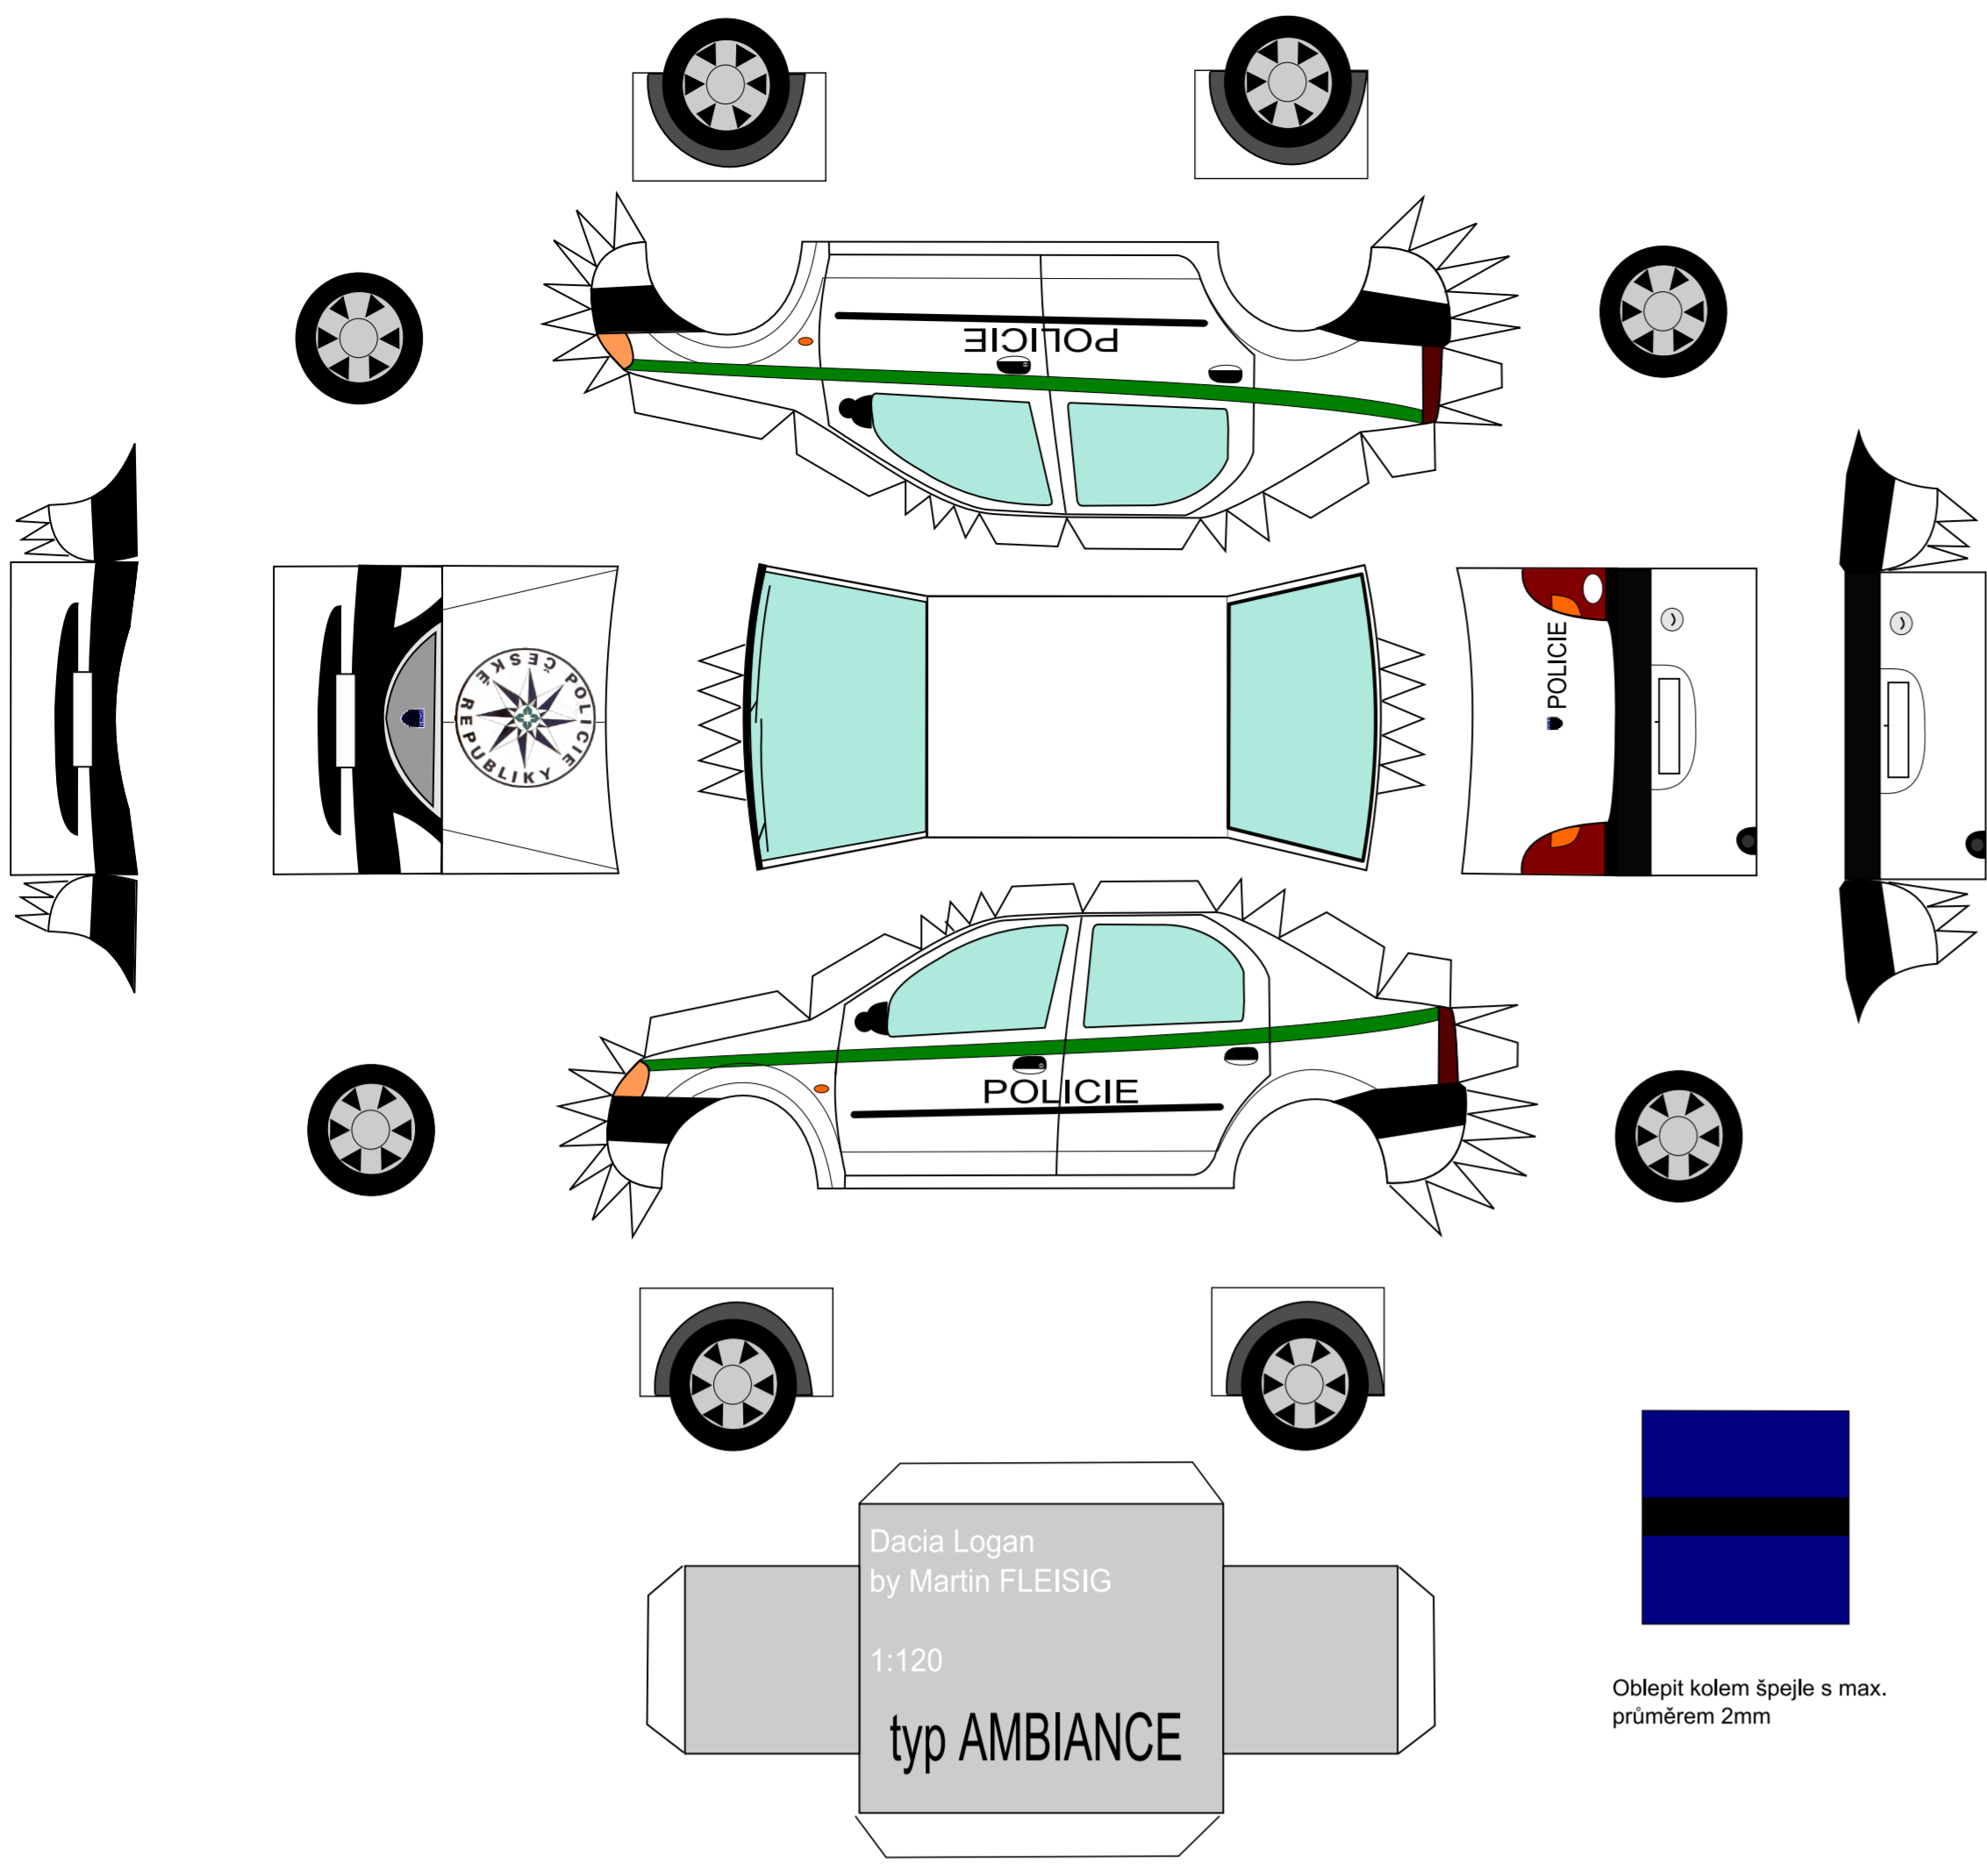 POLICIE
POLICIE ČESKÉ REPUBLIKY
POLICIE
POLICIE
Dacia Logan
by Martin FLEISIG
1:120
typ AMBIANCE
Oblepit kolem špejle s max.
průměrem 2mm